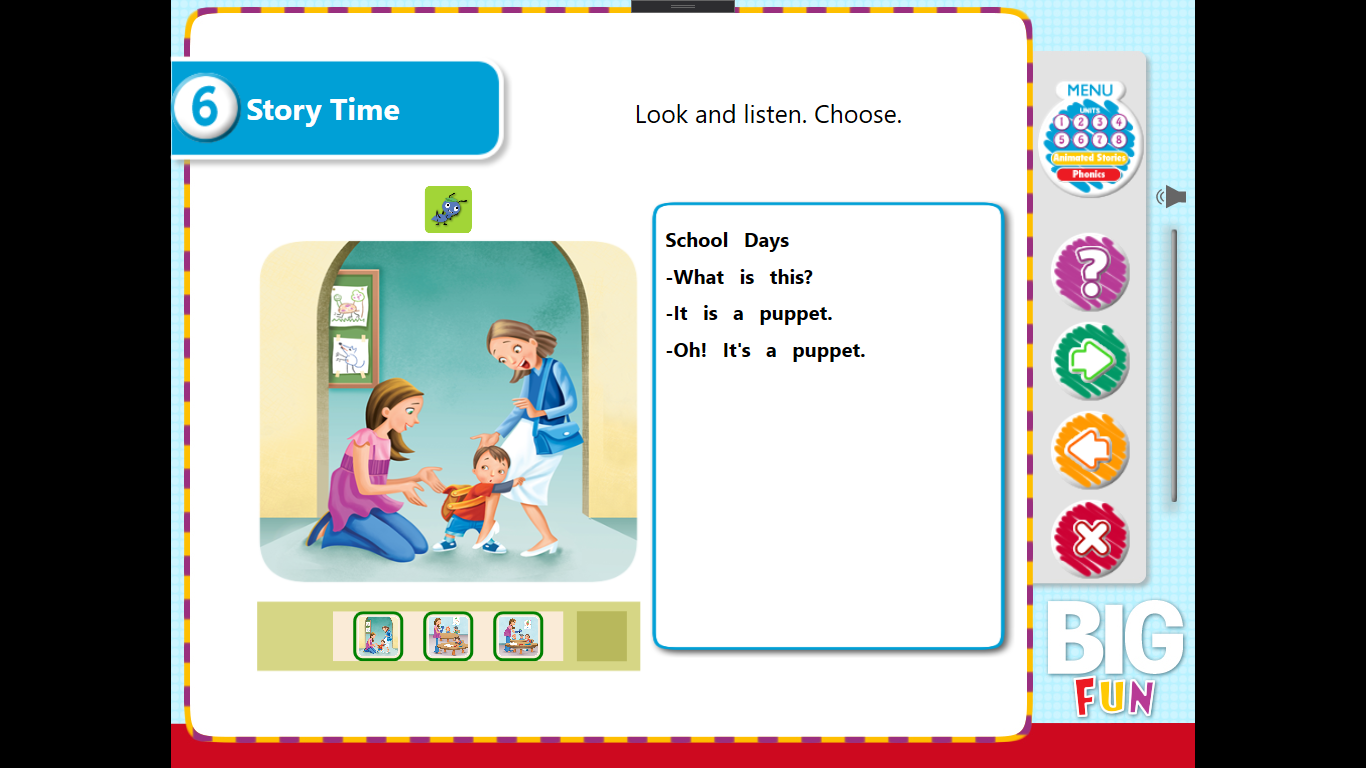 6 Story Time
Look and listen. Choose.
School Days
-What is this?
-It is a puppet.
-Oh! It's a puppet.
MENU
UNITS
1 2 3 4
5 6 7 8
Animated Stories
Phonics
?
BIG
FUN